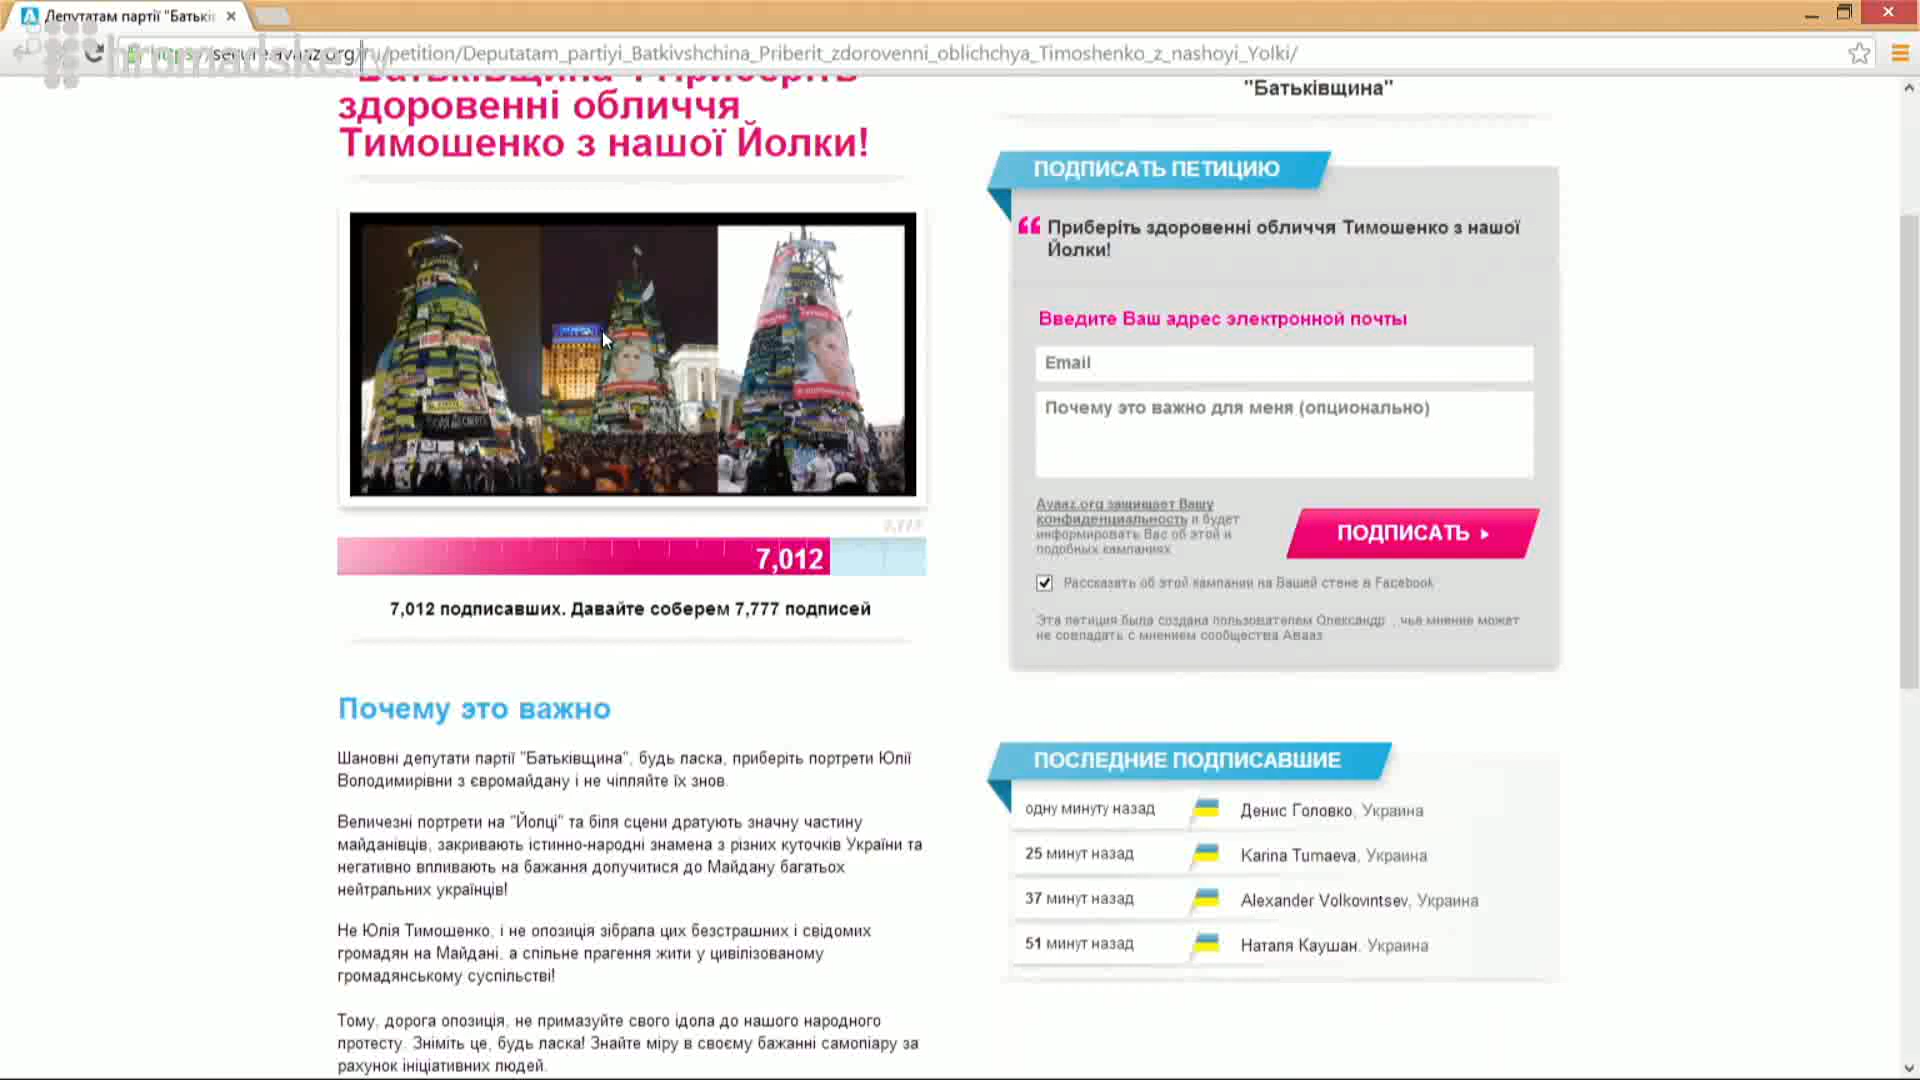 Депутатам партії "Батькі
hromadske.tv
https://secure.avaaz.org/ru/petition/Deputatam_partiyi_Batkivshchina_Priberit_zdorovenni_oblichchya_Timoshenko_z_nashoyi_Yolki/
"Батьківщина"! Приберіть
здоровенні обличчя
Тимошенко з нашої Йолки!
7,777
7,012
7,012 подписавших. Давайте соберем 7,777 подписей
Почему это важно
Шановні депутати партії "Батьківщина", будь ласка, приберіть портрети Юлії
Володимирівни з євромайдану і не чіпляйте їх знов.
Величезні портрети на "Йолці" та біля сцени дратують значну частину
майданівців, закривають істинно-народні знамена з різних куточків України та
негативно впливають на бажання долучитися до Майдану багатьох
нейтральних українців!
Не Юлія Тимошенко, і не опозиція зібрала цих безстрашних і свідомих
громадян на Майдані, а спільне прагення жити у цивілізованому
громадянському суспільстві!
Тому, дорога опозиція, не примазуйте свого ідола до нашого народного
протесту. Зніміть це, будь ласка! Знайте міру в своєму бажанні самопіару за
рахунок ініціативних людей.
"Батьківщина"
ПОДПИСАТЬ ПЕТИЦИЮ
Приберіть здоровенні обличчя Тимошенко з нашої
Йолки!
Введите Ваш адрес электронной почты
Email
Почему это важно для меня (опционально)
Avaaz.org защищает Вашу
конфиденциальность и будет
информировать Вас об этой и
подобных кампаниях
ПОДПИСАТЬ
Рассказать об этой кампании на Вашей стене в Facebook
Эта петиция была создана пользователем Олександр , чье мнение может
не совпадать с мнением сообщества Аваaз
ПОСЛЕДНИЕ ПОДПИСАВШИЕ
одну минуту назад Денис Головко, Украина
25 минут назад Karina Tumaeva, Украина
37 минут назад Alexander Volkovintsev, Украина
51 минут назад Наталя Каушан, Украина